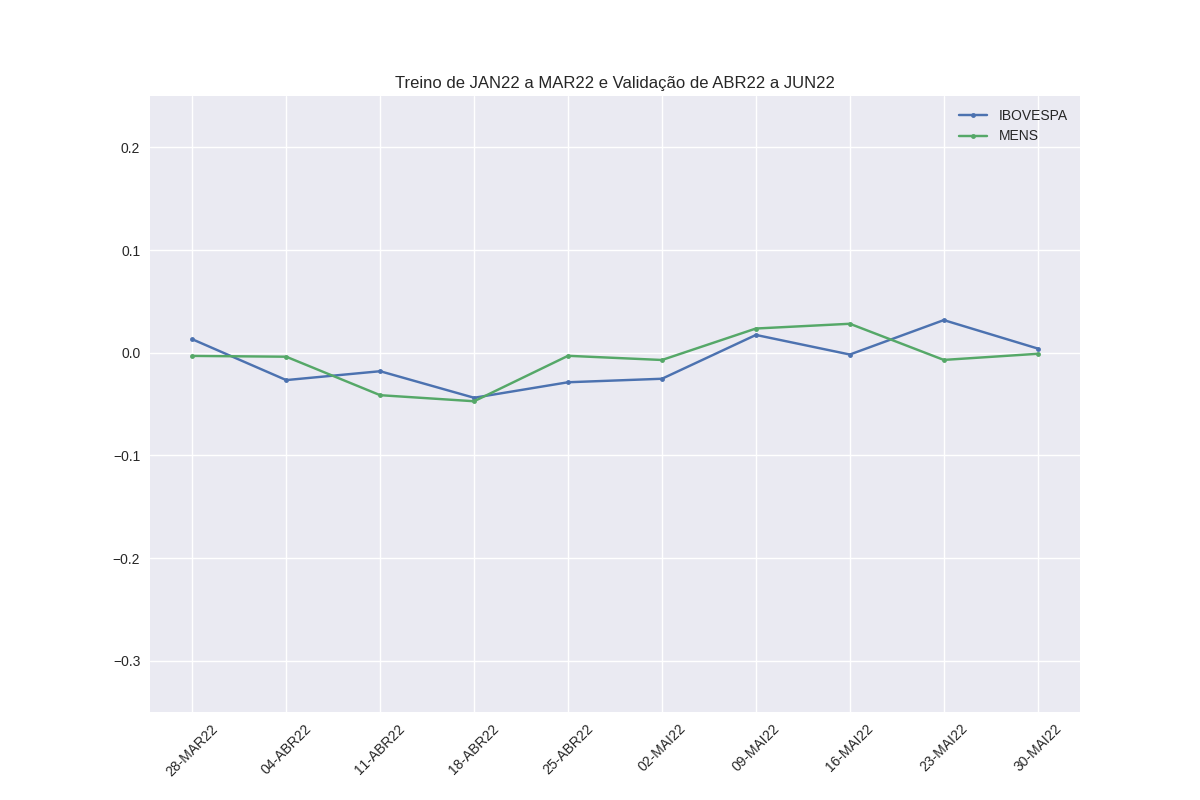 Treino de JAN22 a MAR22 e Validação de ABR22 a JUN22
IBOVESPA
MENS
0.2
0.1
0.0
−0.1
−0.2
−0.3
28-MAR22
04-ABR22
11-ABR22
18-ABR22
25-ABR22
02-MAI22
09-MAI22
16-MAI22
23-MAI22
30-MAI22